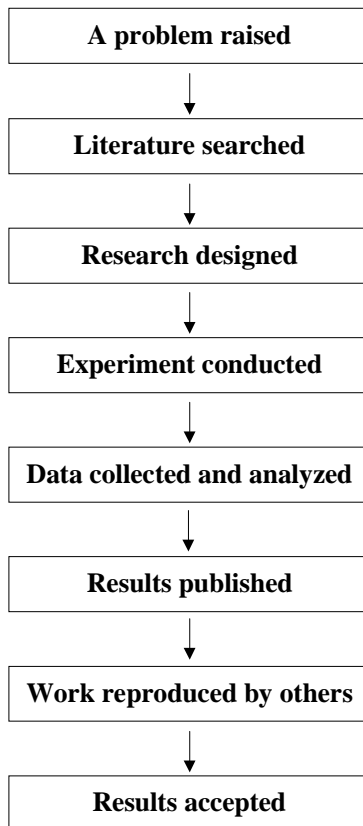 A problem raised
Literature searched
Research designed
Experiment conducted
Data collected and analyzed
Results published
Work reproduced by others
Results accepted